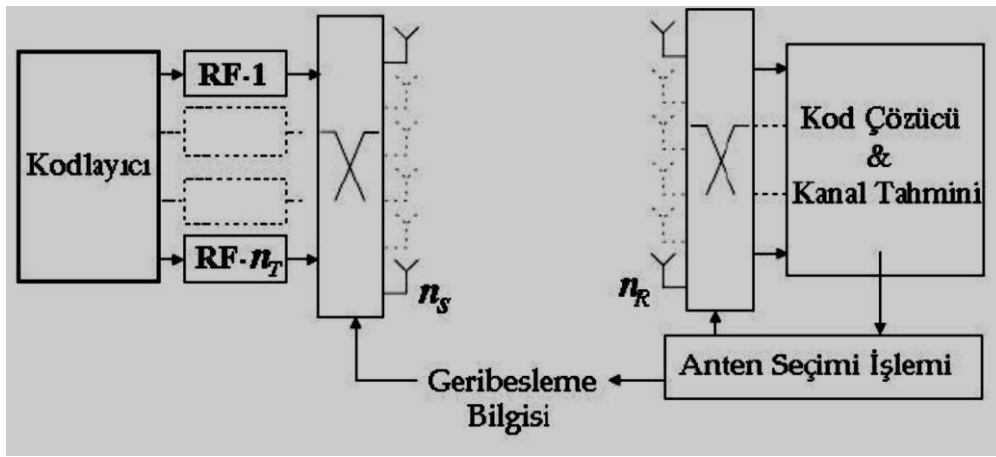 Kodlayıcı
RF-1
RF-n_T
n_S
n_R
Kod Çözücü
&
Kanal Tahmini
Anten Seçimi İşlemi
Geribesleme
Bilgisi